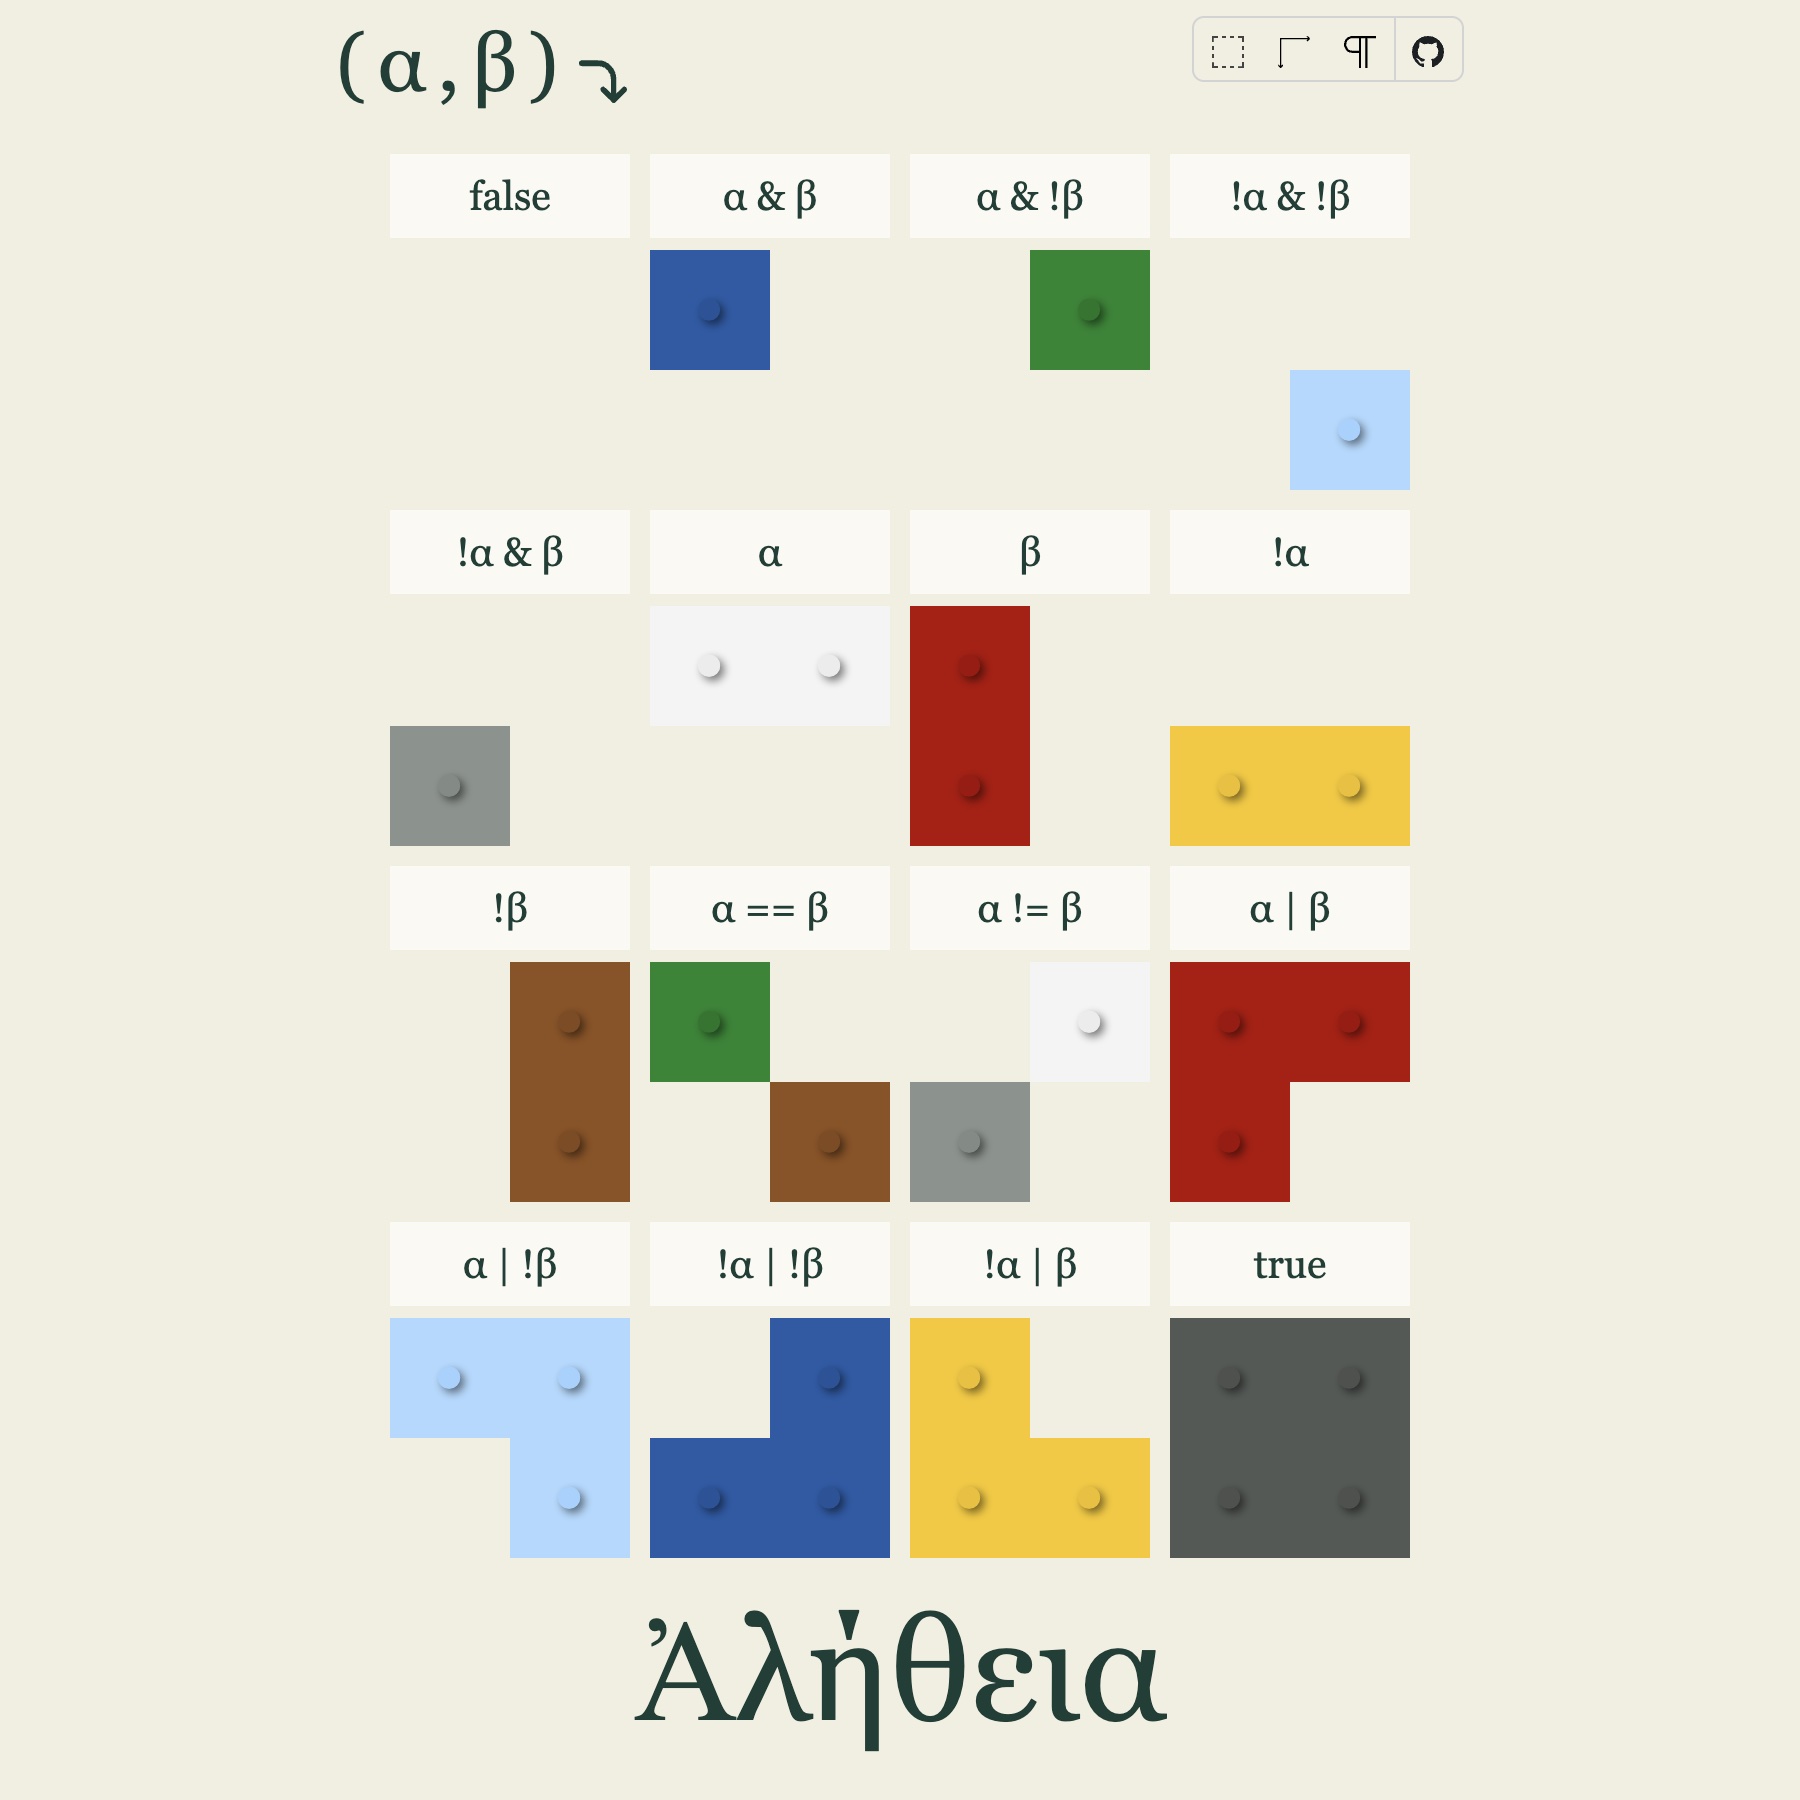 (α,β)
false α & β α & !β !α & !β
!α & β α β !α
!β α == β α != β α | β
α | !β !α | !β !α | β true
Ἀλήθεια